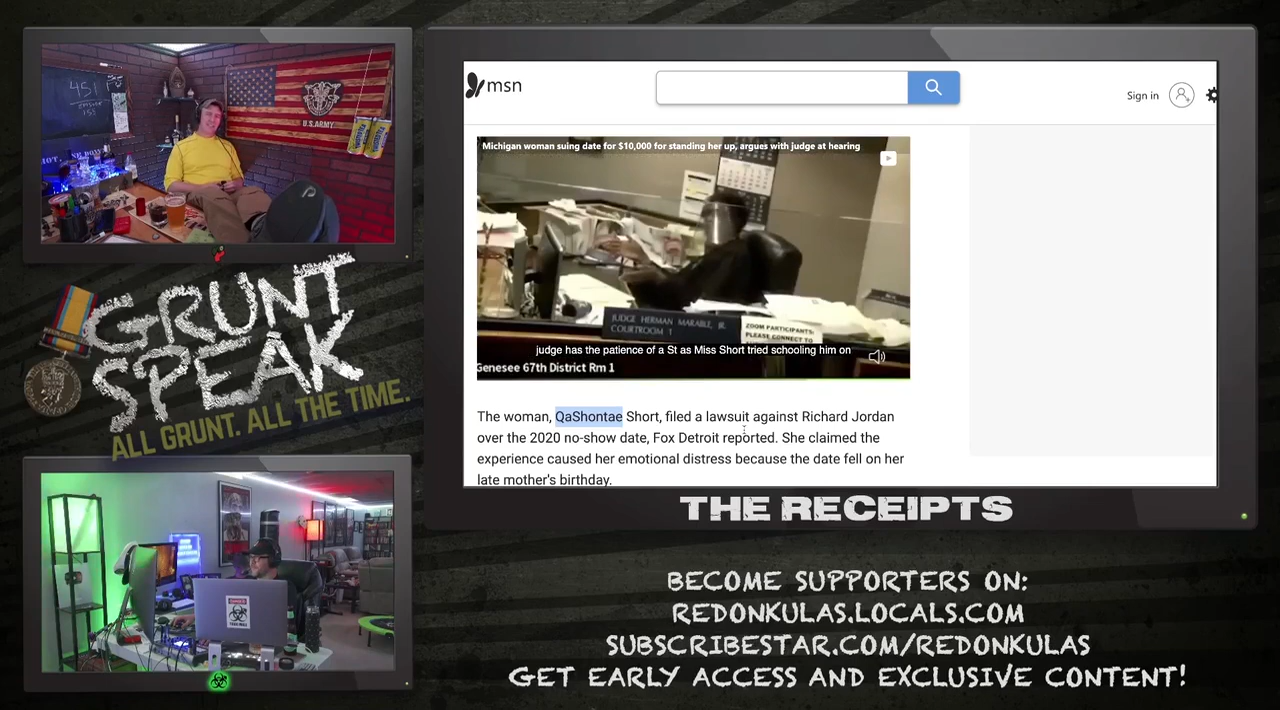 451
U.S. ARMY
GRUNT
SPEAK
ALL GRUNT. ALL THE TIME.
msn
Sign in
Michigan woman suing date for $10,000 for standing her up, argues with judge at hearing
JUDGE HERMAN MARABLE, JR.
COURTROOM 1
ZOOM PARTICIPANTS:
PLEASE CONNECT TO
judge has the patience of a St as Miss Short tried schooling him on
Genesee 67th District Rm 1
The woman, QaShontae Short, filed a lawsuit against Richard Jordan
over the 2020 no-show date, Fox Detroit reported. She claimed the
experience caused her emotional distress because the date fell on her
late mother's birthday.
THE RECEIPTS
BECOME SUPPORTERS ON:
REDONKULAS.LOCALS.COM
SUBSCRIBESTAR.COM/REDONKULAS
GET EARLY ACCESS AND EXCLUSIVE CONTENT!